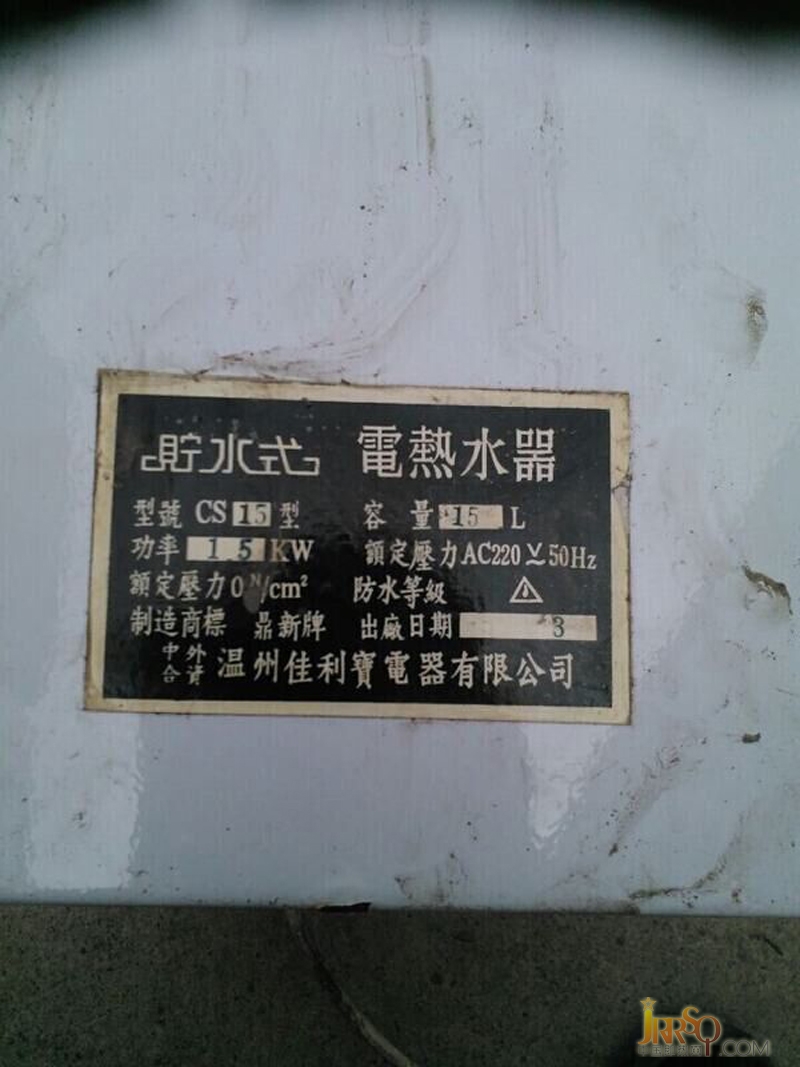 貯水式 電熱水器
型號 CS 15 型 容量 15 L
功率 1 5 KW 額定壓力 AC220 50Hz
額定壓力 0 N/cm² 防水等級
制造商標 鼎新牌 出廠日期 3
中外合資 温州佳利寶電器有限公司
JRRSQ.COM